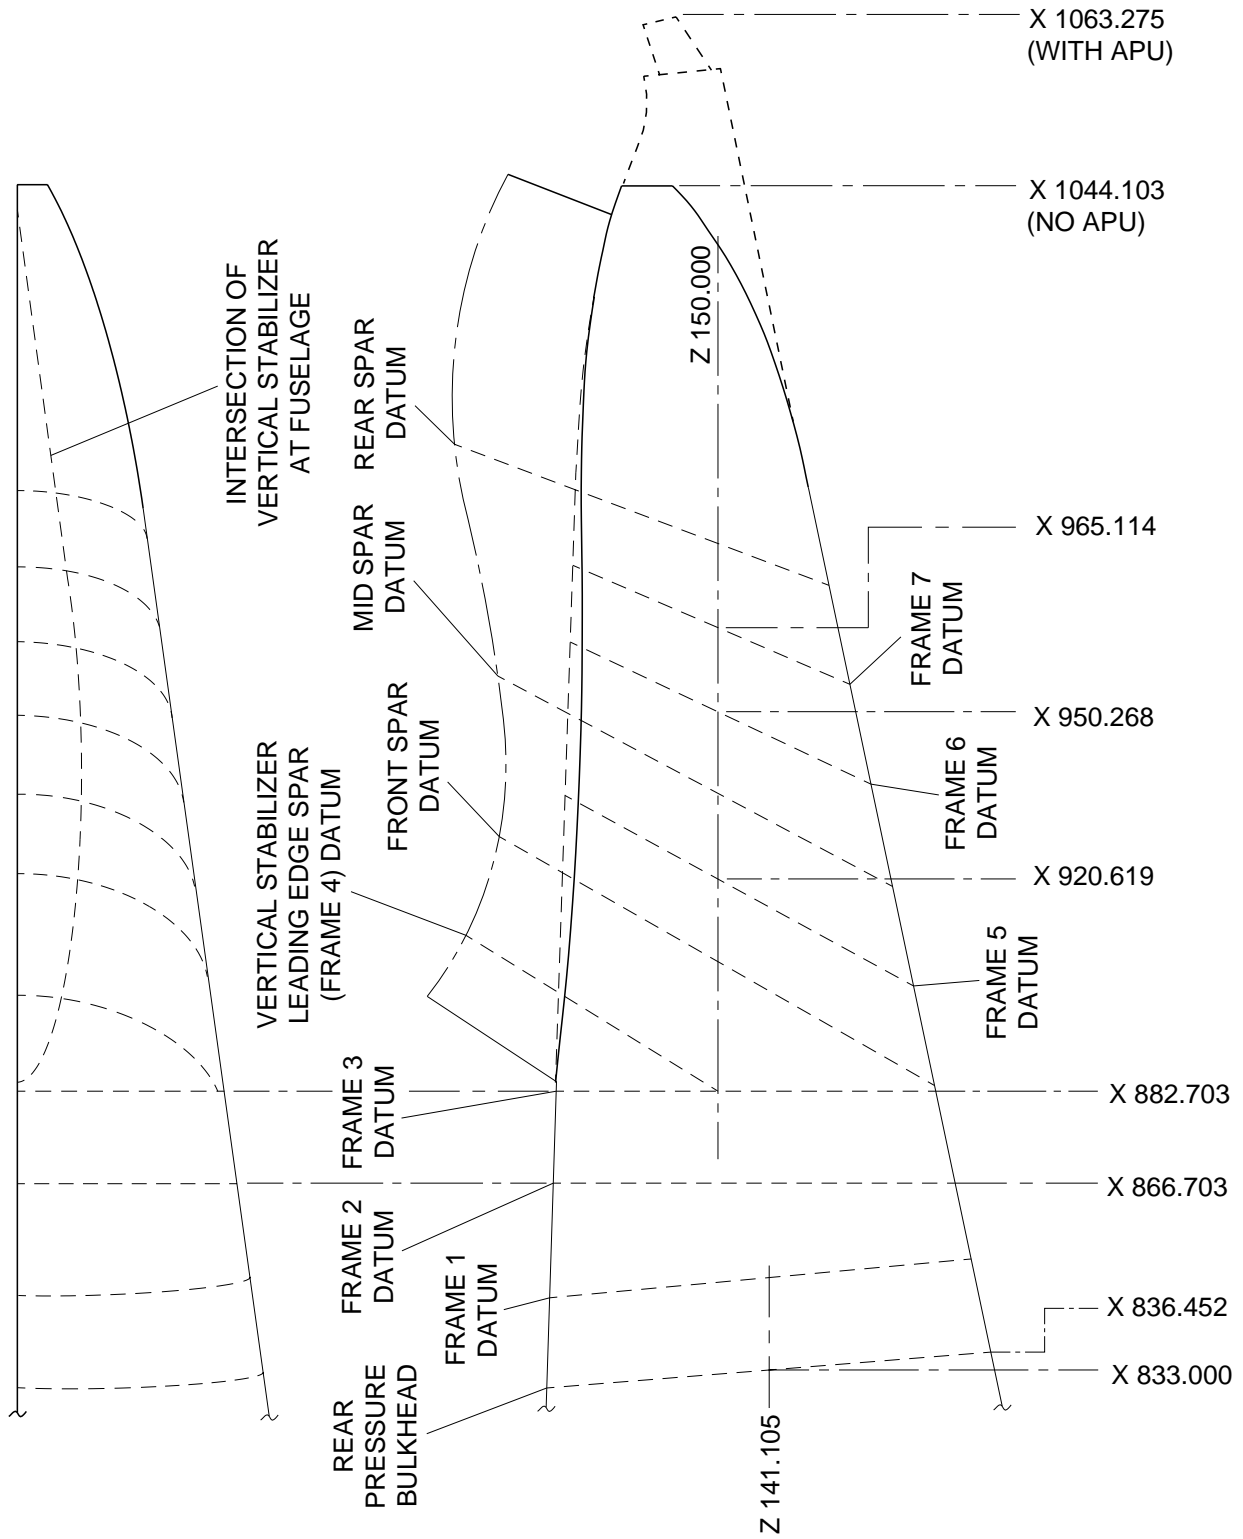 X 1063.275
(WITH APU)
X 1044.103
(NO APU)
INTERSECTION OF
VERTICAL STABILIZER
AT FUSELAGE
REAR SPAR
DATUM
Z 150.000
MID SPAR
DATUM
X 965.114
FRAME 7
DATUM
FRONT SPAR
DATUM
X 950.268
VERTICAL STABILIZER
LEADING EDGE SPAR
(FRAME 4) DATUM
FRAME 6
DATUM
X 920.619
FRAME 5
DATUM
FRAME 3
DATUM
X 882.703
FRAME 2
DATUM
X 866.703
FRAME 1
DATUM
X 836.452
REAR
PRESSURE
BULKHEAD
X 833.000
Z 141.105